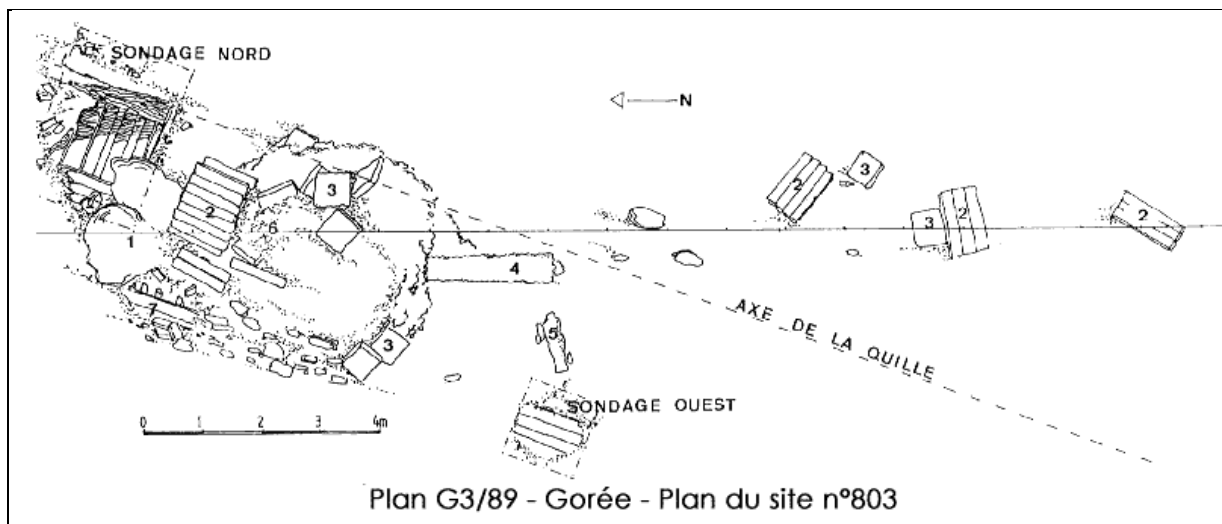 SONDAGE NORD
N
2
3
3
2
2
3
2
6
1
4
AXE DE LA QUILLE
7
5
3
SONDAGE OUEST
0 1 2 3 4m
Plan G3/89 - Gorée - Plan du site n°803